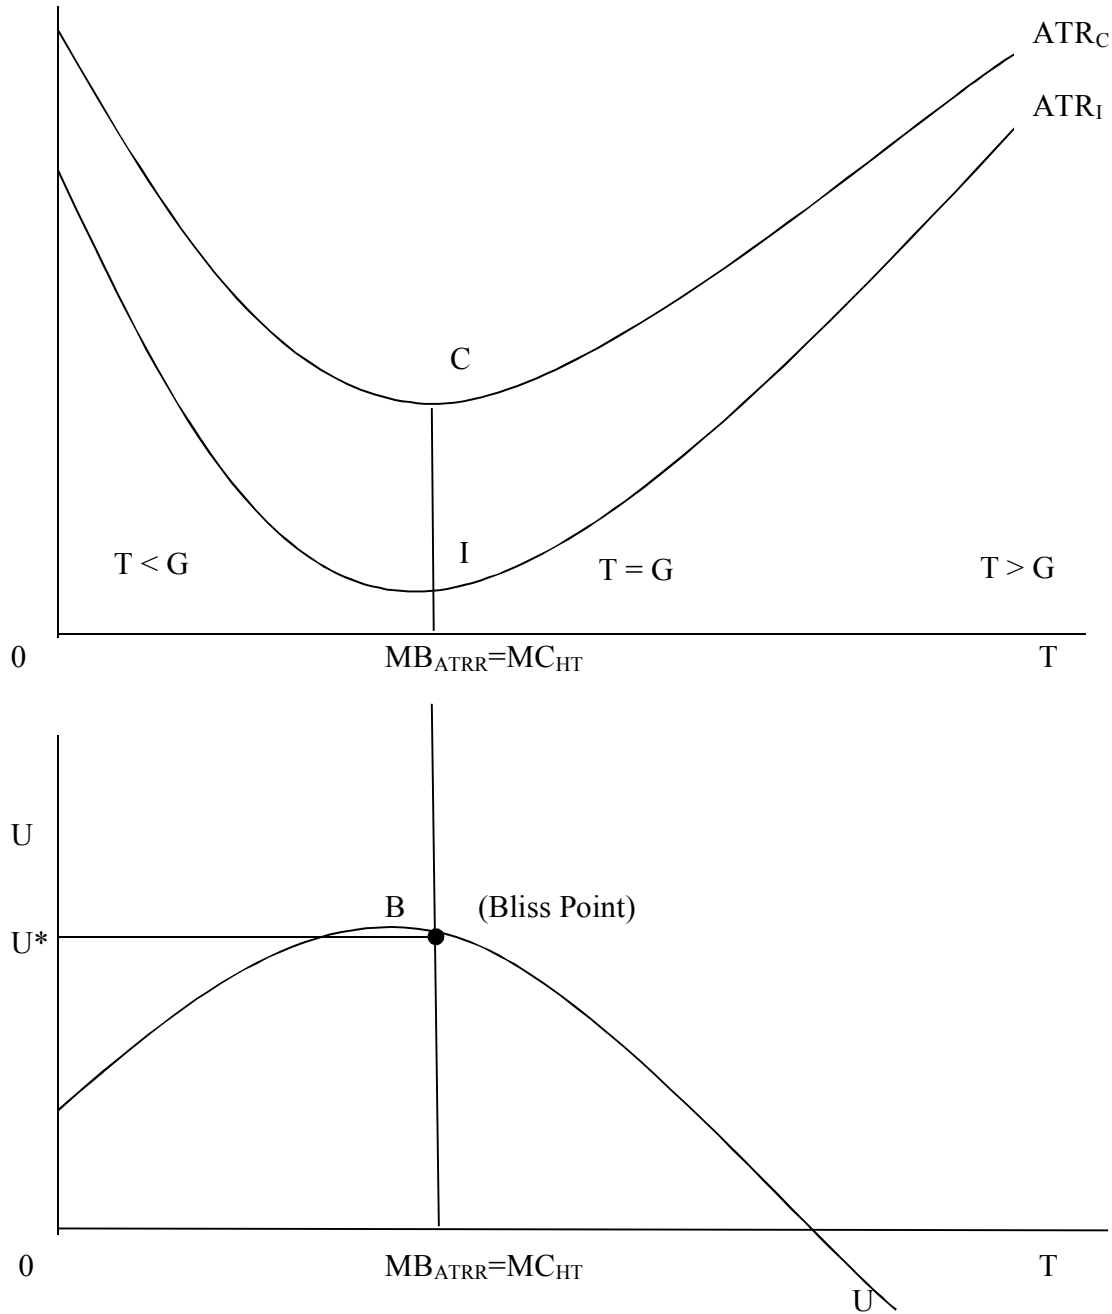 ATR_C
ATR_I
C
I
T < G
T = G
T > G
0
MB_ATRR=MC_HT
T
U
B
(Bliss Point)
U*
0
MB_ATRR=MC_HT
T
U